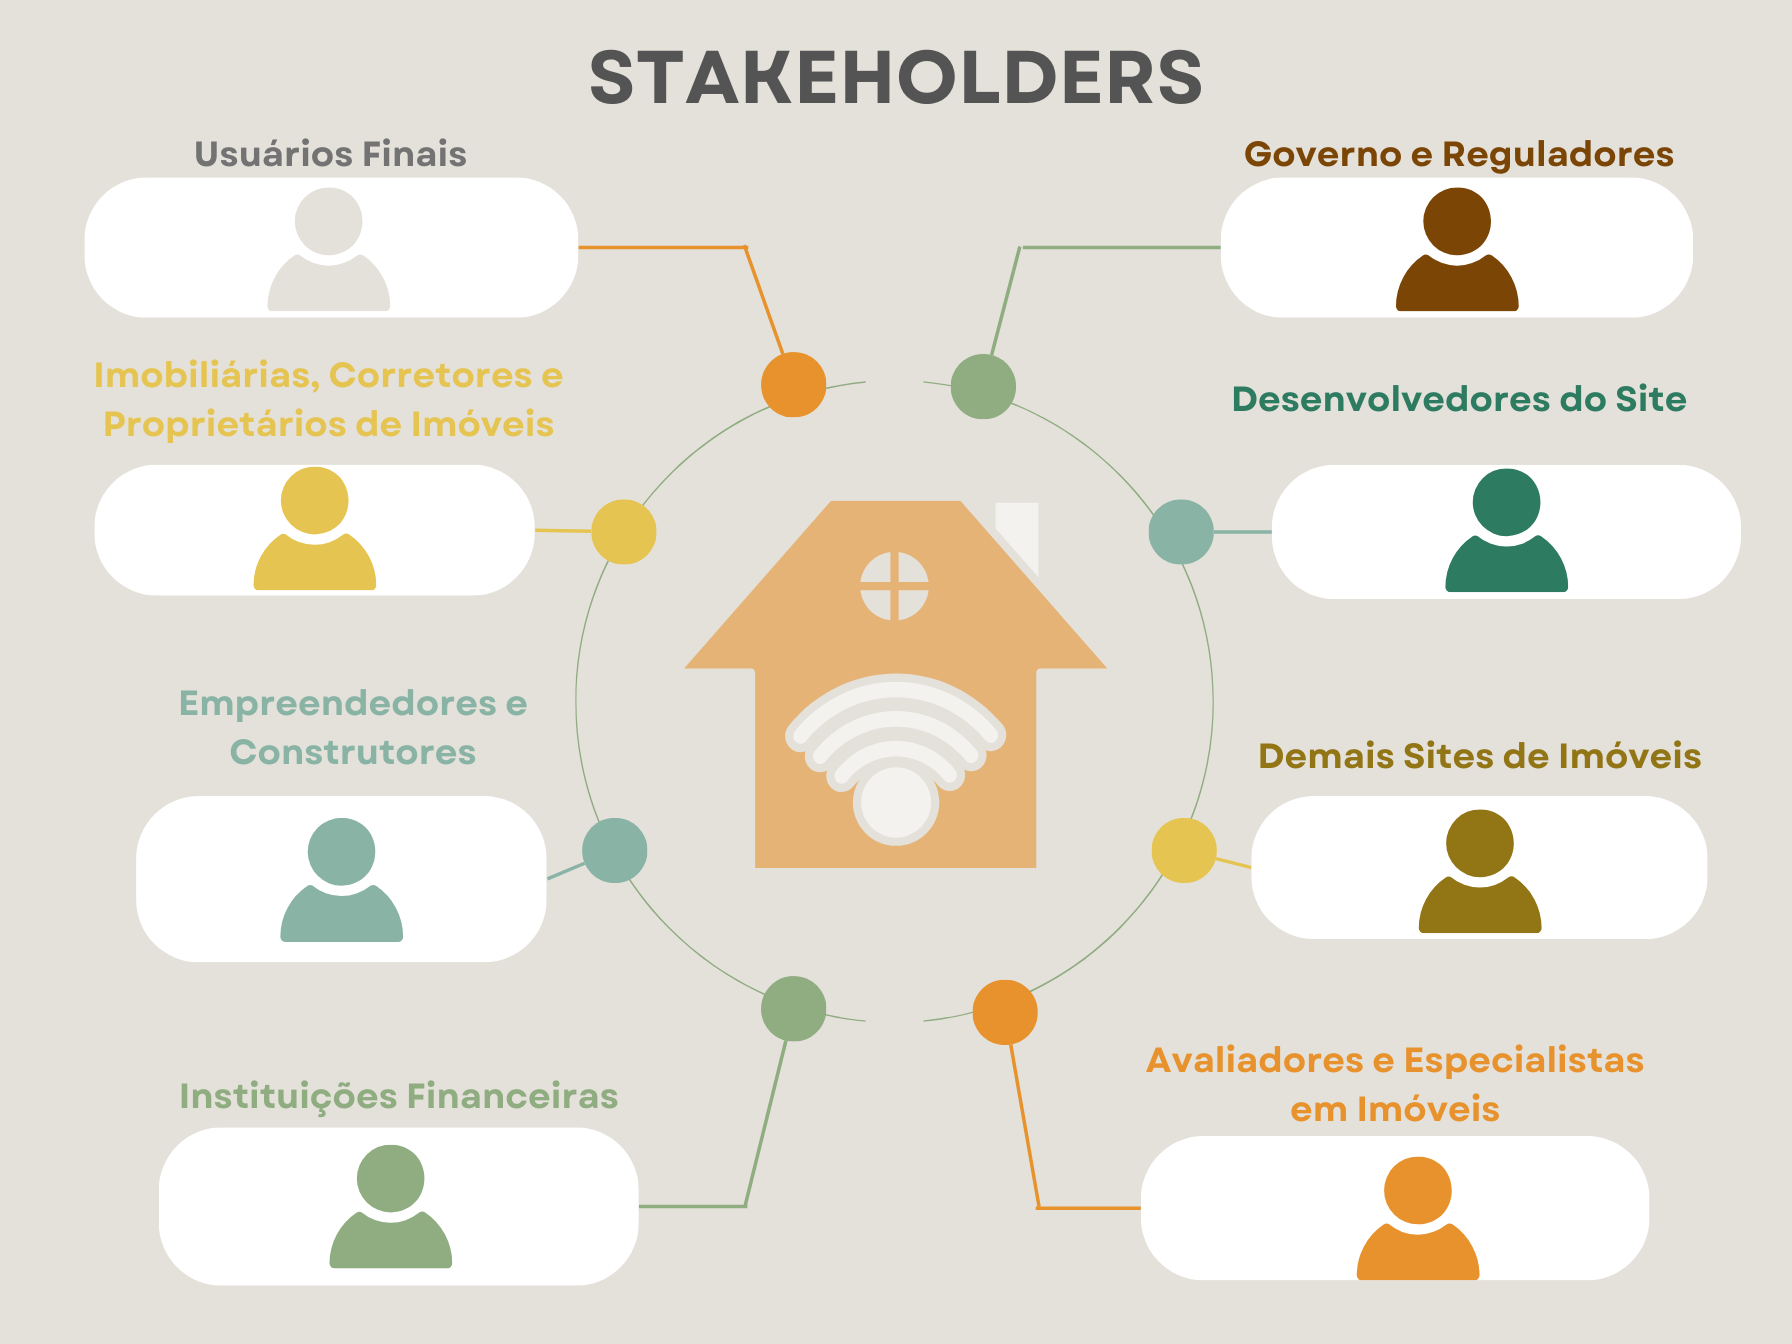 STAKEHOLDERS
Usuários Finais
Governo e Reguladores
Imobiliárias, Corretores e
Proprietários de Imóveis
Desenvolvedores do Site
Empreendedores e
Construtores
Demais Sites de Imóveis
Instituições Financeiras
Avaliadores e Especialistas
em Imóveis